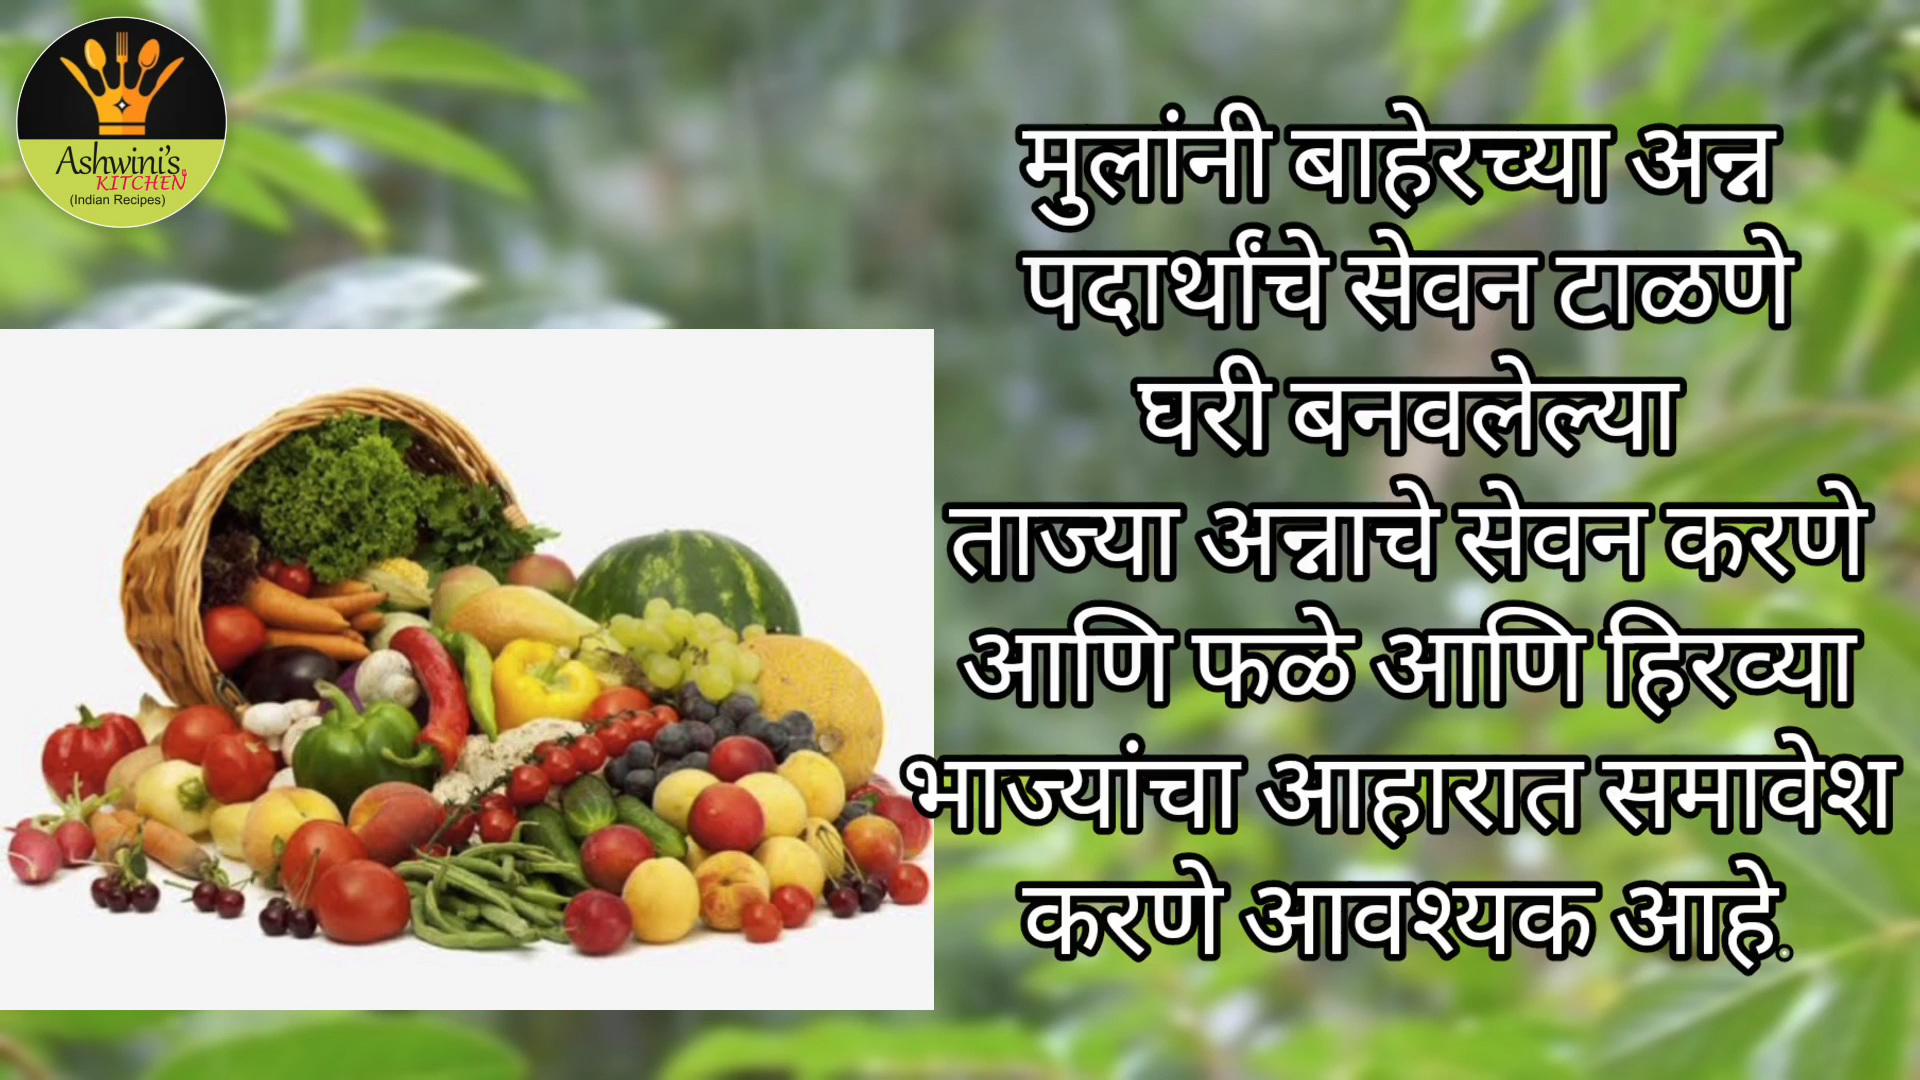 Ashwini's
KITCHEN
(Indian Recipes)
मुलांनी बाहेरच्या अन्न
पदार्थांचे सेवन टाळणे
घरी बनवलेल्या
ताज्या अन्नाचे सेवन करणे
आणि फळे आणि हिरव्या
भाज्यांचा आहारात समावेश
करणे आवश्यक आहे.